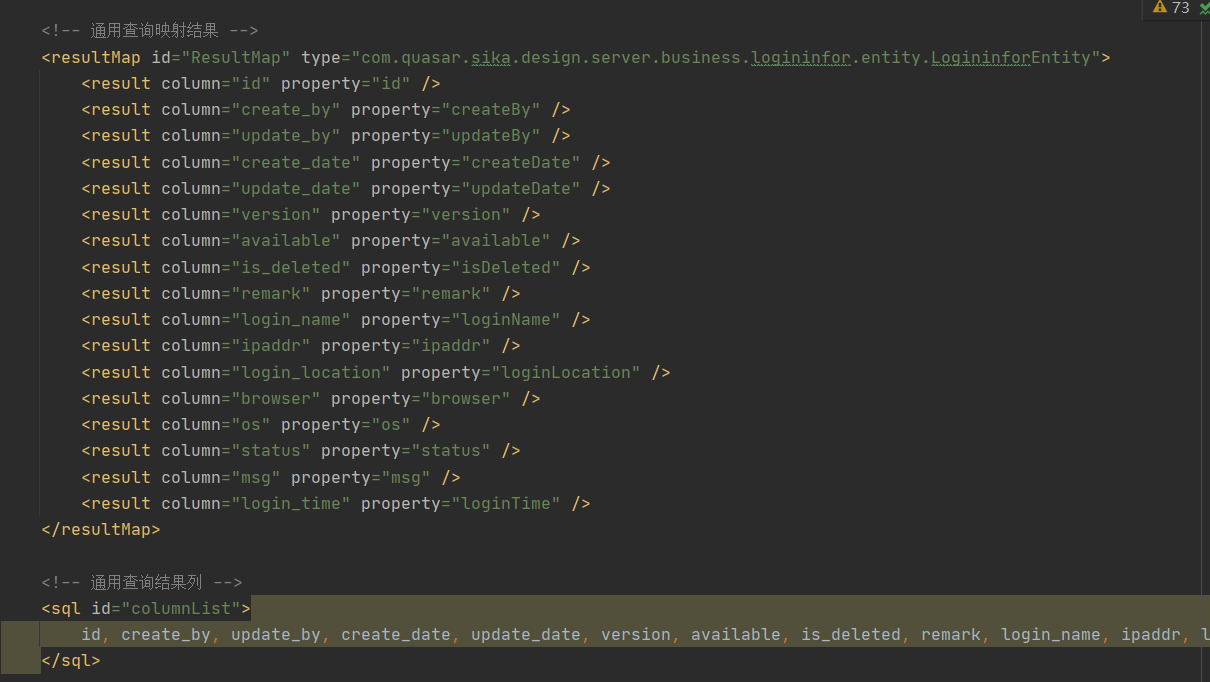 73
<!-- 通用查询映射结果 -->
<resultMap id="ResultMap" type="com.quasar.sika.design.server.business.logininfor.entity.LogininforEntity">
<result column="id" property="id" />
<result column="create_by" property="createBy" />
<result column="update_by" property="updateBy" />
<result column="create_date" property="createDate" />
<result column="update_date" property="updateDate" />
<result column="version" property="version" />
<result column="available" property="available" />
<result column="is_deleted" property="isDeleted" />
<result column="remark" property="remark" />
<result column="login_name" property="loginName" />
<result column="ipaddr" property="ipaddr" />
<result column="login_location" property="loginLocation" />
<result column="browser" property="browser" />
<result column="os" property="os" />
<result column="status" property="status" />
<result column="msg" property="msg" />
<result column="login_time" property="loginTime" />
</resultMap>
<!-- 通用查询结果列 -->
<sql id="columnList">
id, create_by, update_by, create_date, update_date, version, available, is_deleted, remark, login_name, ipaddr,
</sql>